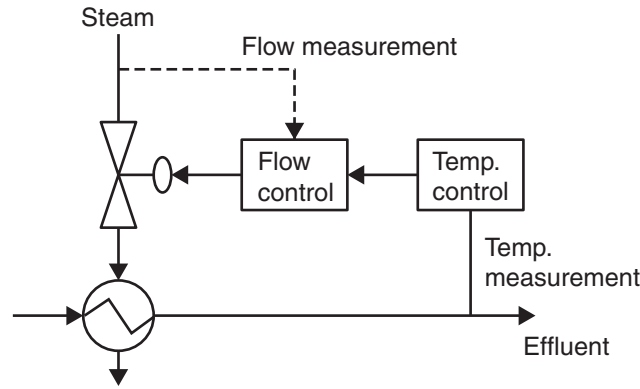 Steam
Flow measurement
Flow
control
Temp.
control
Temp.
measurement
Effluent